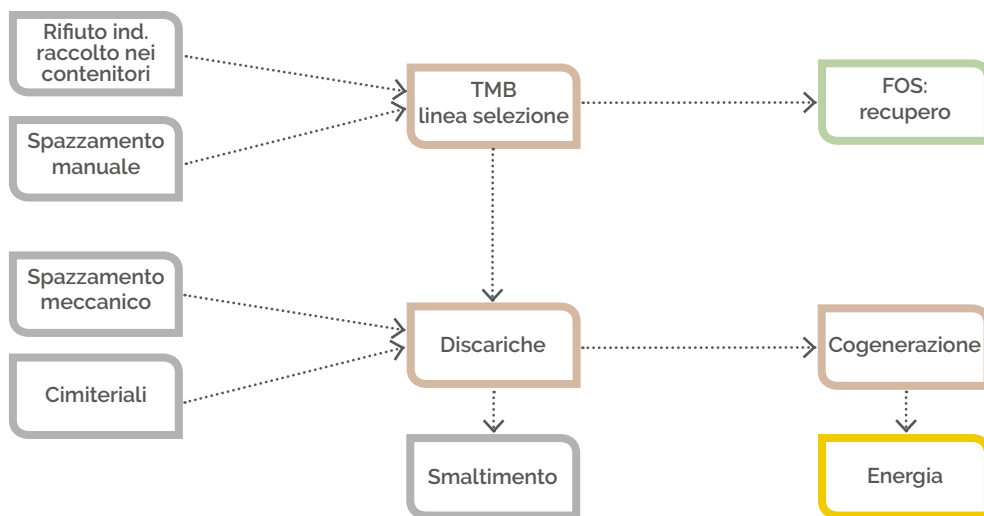 Rifiuto ind.
raccolto nei
contenitori
TMB
linea selezione
FOS:
recupero
Spazzamento
manuale
Spazzamento
meccanico
Discariche
Cogenerazione
Cimiteriali
Smaltimento
Energia